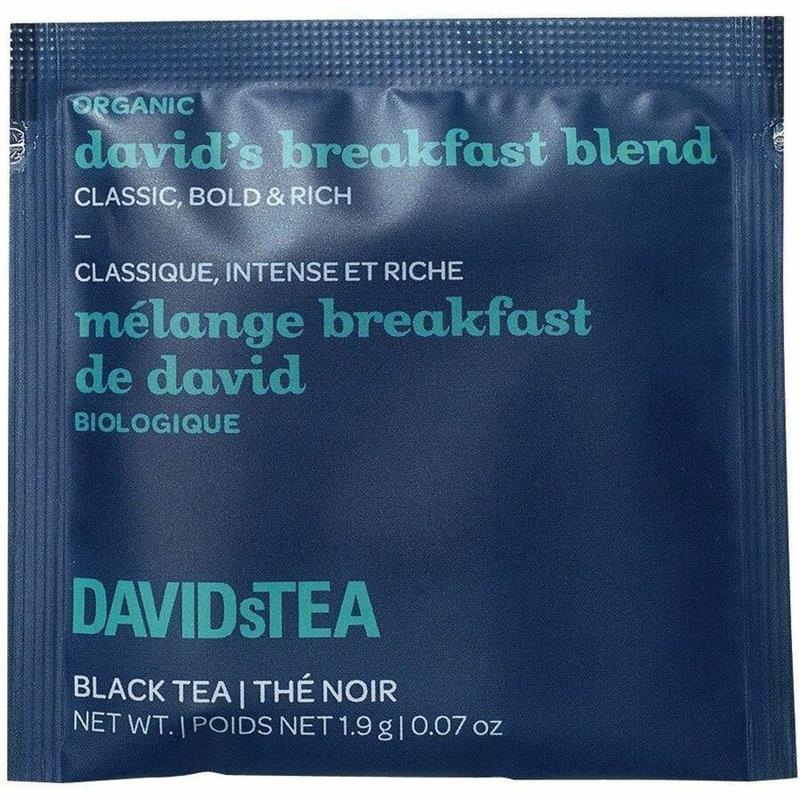 ORGANIC
david's breakfast blend
CLASSIC, BOLD & RICH
–
CLASSIQUE, INTENSE ET RICHE
mélange breakfast
de david
BIOLOGIQUE
DAVIDsTEA
BLACK TEA | THÉ NOIR
NET WT. | POIDS NET 1.9 g | 0.07 oz